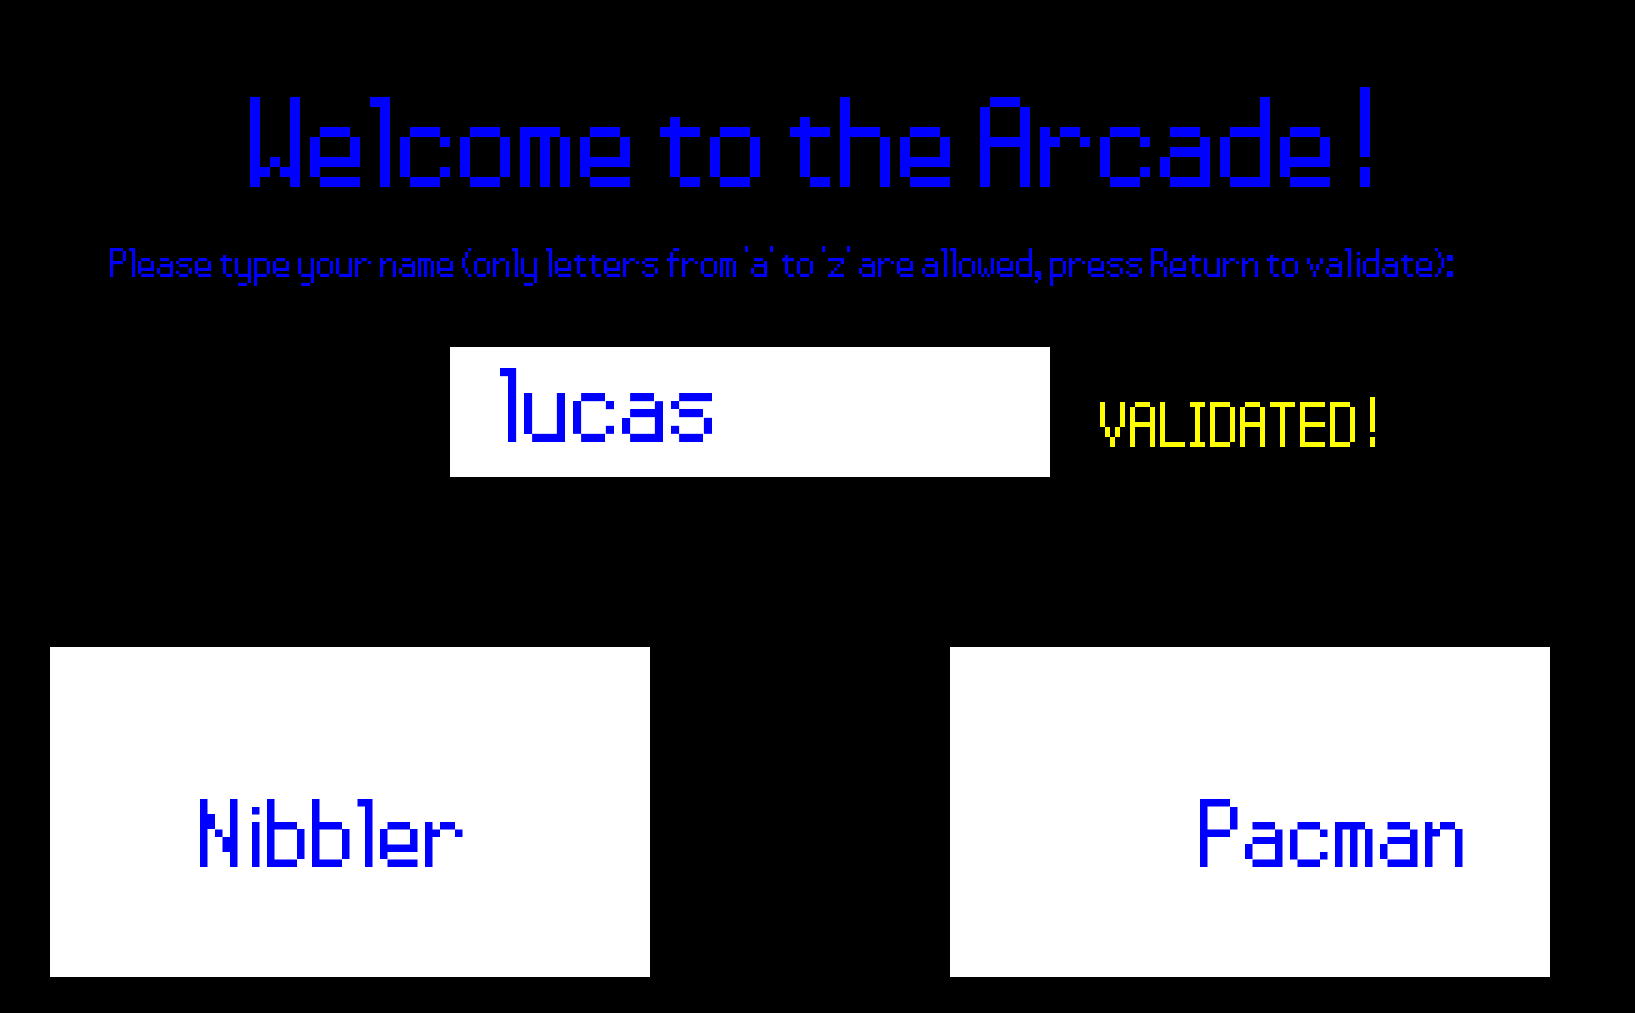 Welcome to the Arcade!
Please type your name (only letters from 'a' to 'z' are allowed, press Return to validate):
lucas
VALIDATED!
Nibbler
Pacman